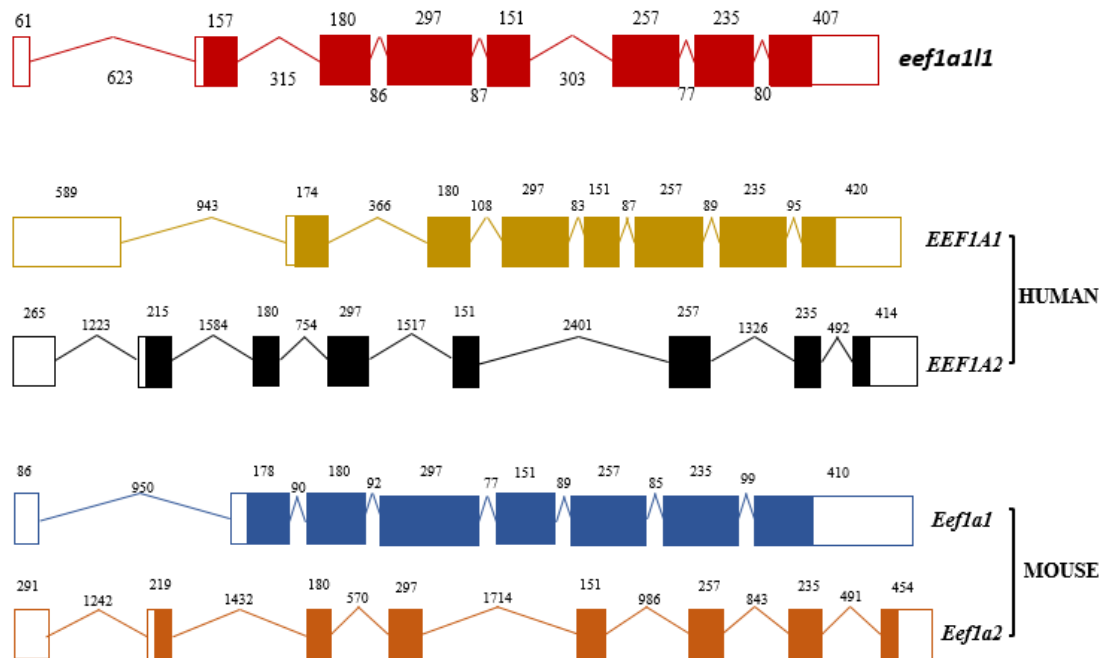 61 157 180 297 151 257 235 407
eef1a1l1
623 315 86 87 303 77 80
589 943 174 366 180 108 297 83 151 87 257 89 235 95 420
EEF1A1
HUMAN
265 1223 215 1584 180 754 297 1517 151 2401 257 1326 235 492 414
EEF1A2
86 950 178 90 180 92 297 77 151 89 257 85 235 99 410
Eef1a1
MOUSE
291 1242 219 1432 180 570 297 1714 151 986 257 843 235 491 454
Eef1a2